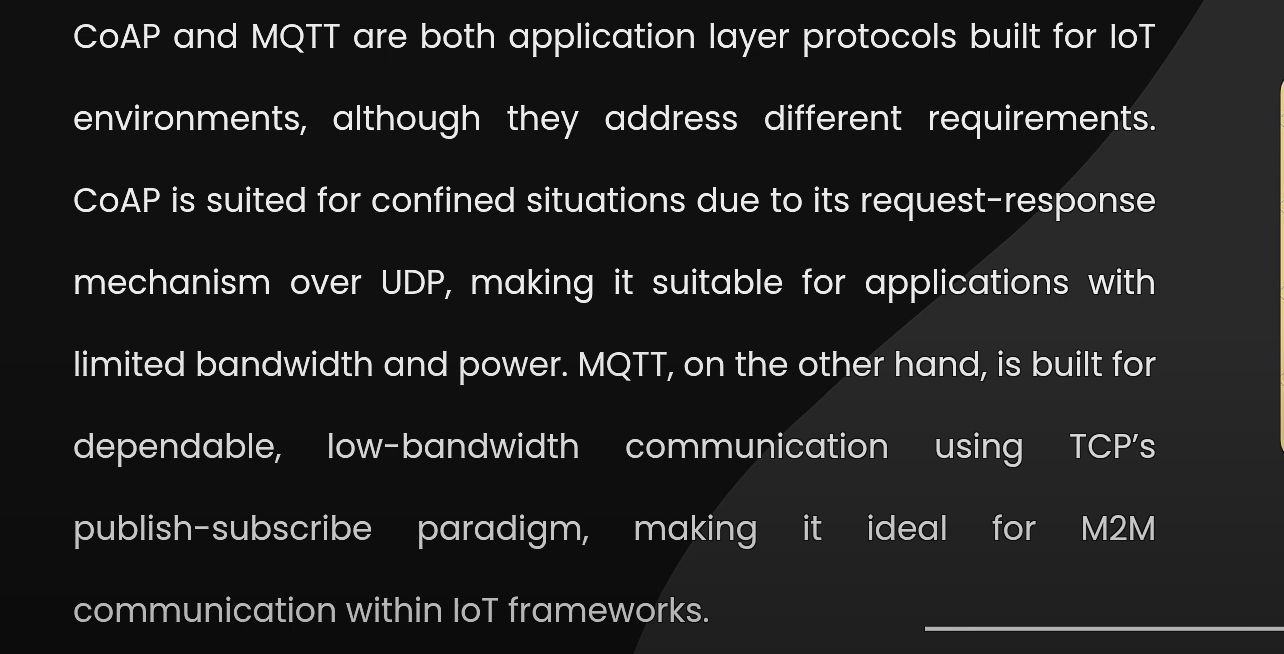 CoAP and MQTT are both application layer protocols built for IoT
environments, although they address different requirements.
CoAP is suited for confined situations due to its request-response
mechanism over UDP, making it suitable for applications with
limited bandwidth and power. MQTT, on the other hand, is built for
dependable, low-bandwidth communication using TCP’s
publish-subscribe paradigm, making it ideal for M2M
communication within IoT frameworks.